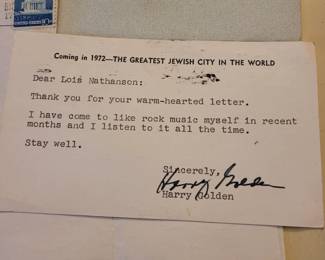 Coming in 1972—THE GREATEST JEWISH CITY IN THE WORLD
Dear Lois Nathanson:
Thank you for your warm-hearted letter.
I have come to like rock music myself in recent
months and I listen to it all the time.
Stay well.
Sincerely,
Harry Golden
Harry Golden